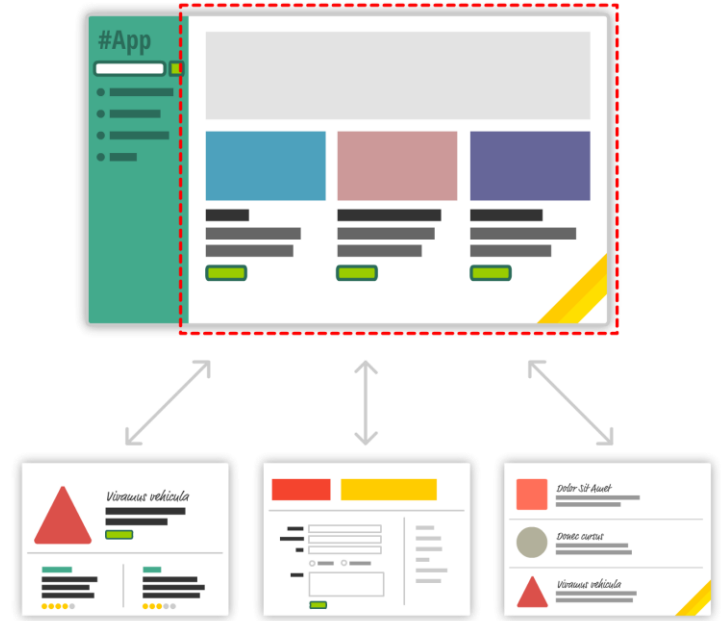 #App
Vivamus vehicula
Dolor Sit Amet
Donec cursus
Vivamus vehicula